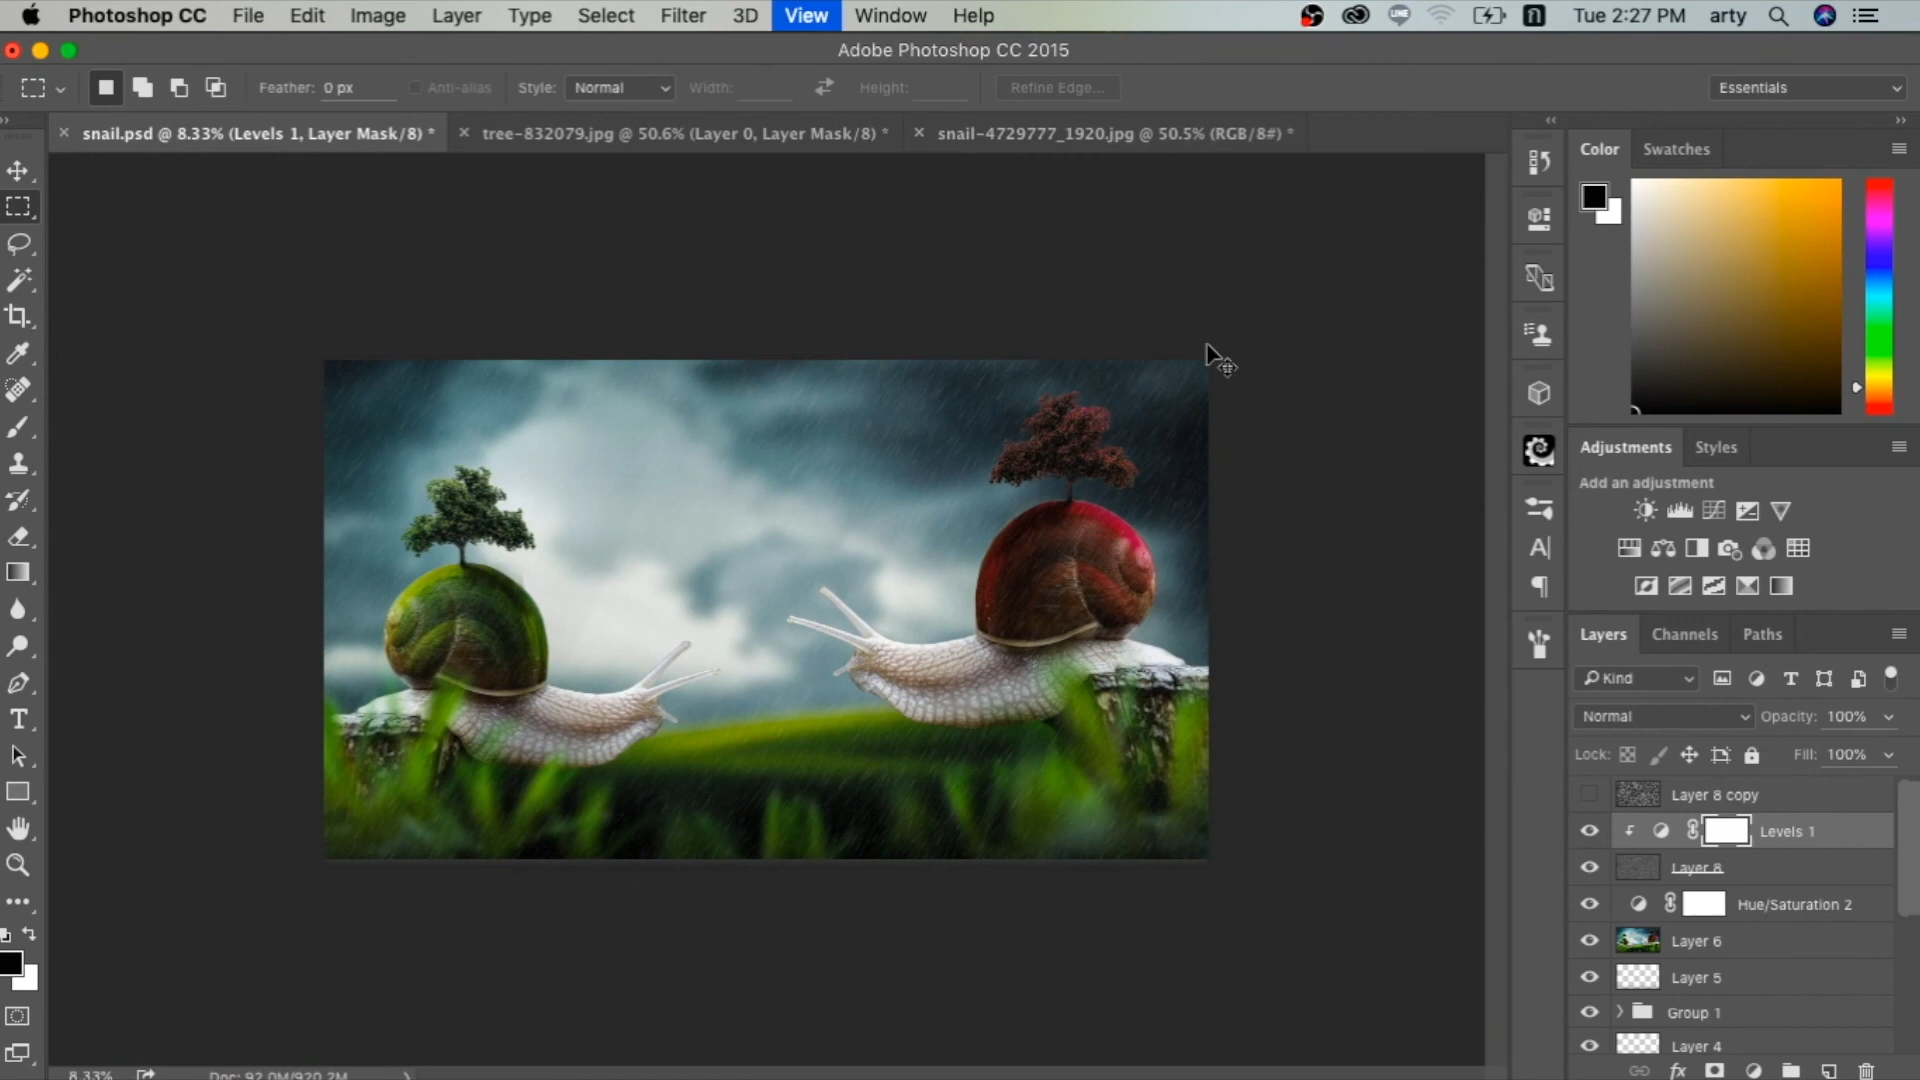 Photoshop CC File Edit Image Layer Type Select Filter 3D View Window Help Tue 2:27 PM arty
Adobe Photoshop CC 2015
Feather: 0 px Anti-alias Style: Normal Width: Height: Refine Edge... Essentials
snail.psd @ 8.33% (Levels 1, Layer Mask/8) * tree-832079.jpg @ 50.6% (Layer 0, Layer Mask/8) * snail-4729777_1920.jpg @ 50.5% (RGB/8#) *
Color Swatches
Adjustments Styles
Add an adjustment
Layers Channels Paths
Kind
Normal Opacity: 100%
Lock: Fill: 100%
Layer 8 copy
Levels 1
Layer 8
Hue/Saturation 2
Layer 6
Layer 5
Group 1
Layer 4
8.33% Doc: 92.0M/920.2M